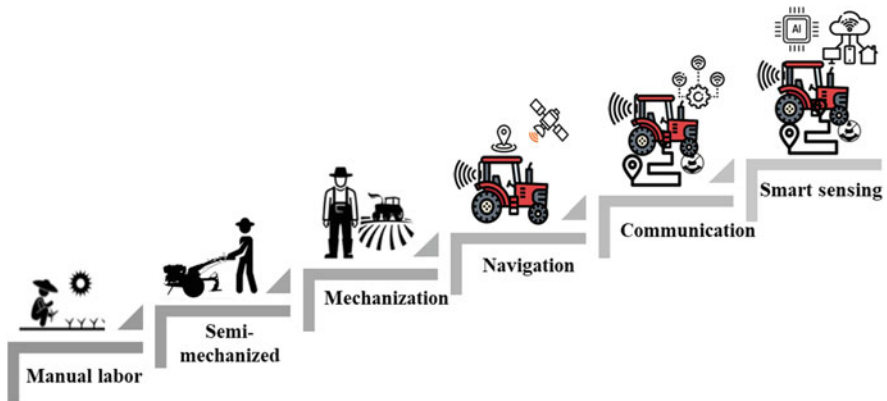 AI
Smart sensing
Communication
Navigation
Mechanization
Semi-
mechanized
Manual labor